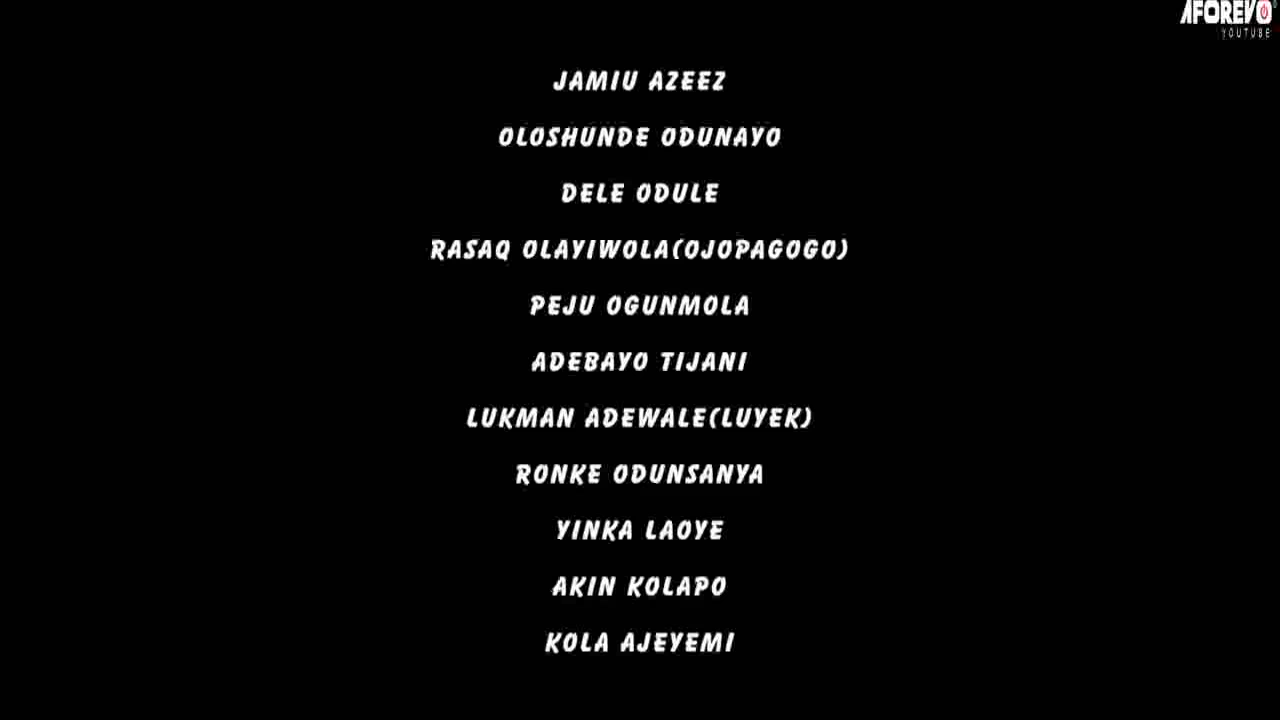 AFOREVO
YOUTUBE
JAMIU AZEEZ
OLOSHUNDE ODUNAYO
DELE ODULE
RASAQ OLAYIWOLA(OJOPAGOGO)
PEJU OGUNMOLA
ADEBAYO TIJANI
LUKMAN ADEWALE(LUYEK)
RONKE ODUNSANYA
YINKA LAOYE
AKIN KOLAPO
KOLA AJEYEMI